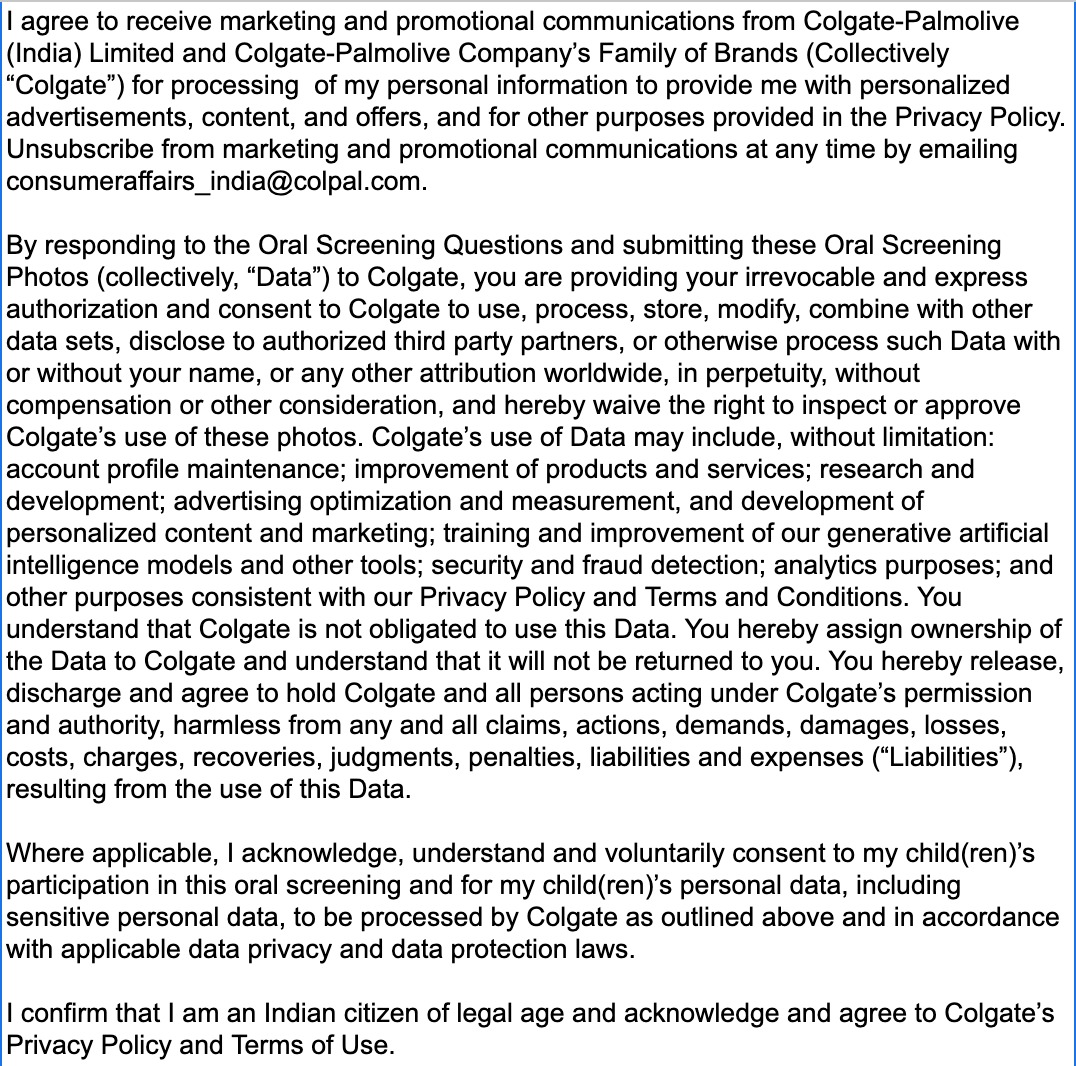 I agree to receive marketing and promotional communications from Colgate-Palmolive
(India) Limited and Colgate-Palmolive Company’s Family of Brands (Collectively
“Colgate”) for processing  of my personal information to provide me with personalized
advertisements, content, and offers, and for other purposes provided in the Privacy Policy.
Unsubscribe from marketing and promotional communications at any time by emailing
consumeraffairs_india@colpal.com.

By responding to the Oral Screening Questions and submitting these Oral Screening
Photos (collectively, “Data”) to Colgate, you are providing your irrevocable and express
authorization and consent to Colgate to use, process, store, modify, combine with other
data sets, disclose to authorized third party partners, or otherwise process such Data with
or without your name, or any other attribution worldwide, in perpetuity, without
compensation or other consideration, and hereby waive the right to inspect or approve
Colgate’s use of these photos. Colgate’s use of Data may include, without limitation:
account profile maintenance; improvement of products and services; research and
development; advertising optimization and measurement, and development of
personalized content and marketing; training and improvement of our generative artificial
intelligence models and other tools; security and fraud detection; analytics purposes; and
other purposes consistent with our Privacy Policy and Terms and Conditions. You
understand that Colgate is not obligated to use this Data. You hereby assign ownership of
the Data to Colgate and understand that it will not be returned to you. You hereby release,
discharge and agree to hold Colgate and all persons acting under Colgate’s permission
and authority, harmless from any and all claims, actions, demands, damages, losses,
costs, charges, recoveries, judgments, penalties, liabilities and expenses (“Liabilities”),
resulting from the use of this Data.

Where applicable, I acknowledge, understand and voluntarily consent to my child(ren)’s
participation in this oral screening and for my child(ren)’s personal data, including
sensitive personal data, to be processed by Colgate as outlined above and in accordance
with applicable data privacy and data protection laws.

I confirm that I am an Indian citizen of legal age and acknowledge and agree to Colgate’s
Privacy Policy and Terms of Use.